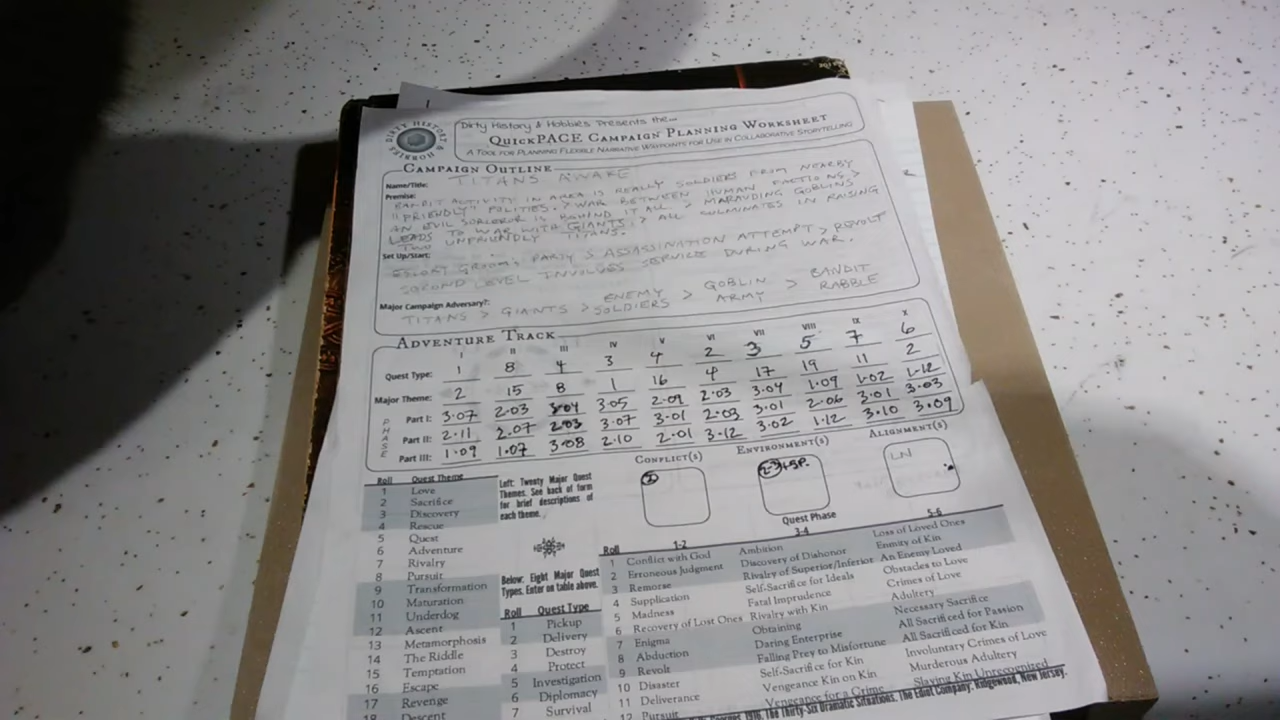 DIRTY HISTORY & HOBBIES
Dirty History & Hobbies Presents the...
QuickPACE Campaign Planning Worksheet
A Tool for Planning Flexible Narrative Waypoints for Use in Collaborative Storytelling
Campaign Outline
Name/Title: TITANS AWAKE
Premise:
BANDIT ACTIVITY IN AREA IS REALLY SOLDIERS FROM NEARBY
"FRIENDLY" POLITIES. > WAR BETWEEN HUMAN FACTIONS >
AN EVIL SORCEROR IS BEHIND IT ALL > MARAUDING GOBLINS
LEADS TO WAR WITH GIANTS > ALL CULMINATES IN RAISING
TWO UNFRIENDLY TITANS.
Set Up/Start:
ESCORT GROOM'S PARTY > ASSASSINATION ATTEMPT > REVOLT
SECOND LEVEL INVOLVES SERVICE DURING WAR.
Major Campaign Adversary?:
TITANS > GIANTS > ENEMY SOLDIERS > GOBLIN ARMY > BANDIT RABBLE
Adventure Track
I II III IV V VI VII VIII IX X
Quest Type: 1 8 4 3 4 2 3 5 7 6
Major Theme: 2 15 8 1 16 4 17 19 11 2
PHASE
Part I: 3.07 2.03 3.04 3.05 2.09 2.03 3.04 1.09 1.02 1.12
Part II: 2.11 2.07 2.03 3.07 3.01 2.03 3.01 2.06 3.01 3.03
Part III: 1.09 1.07 3.08 2.10 2.01 3.12 3.02 1.12 3.10 3.09
Conflict(s) Environment(s) Alignment(s)
LN
Roll Quest Theme
1 Love
2 Sacrifice
3 Discovery
4 Rescue
5 Quest
6 Adventure
7 Rivalry
8 Pursuit
9 Transformation
10 Maturation
11 Underdog
12 Ascent
13 Metamorphosis
14 The Riddle
15 Temptation
16 Escape
17 Revenge
18 Descent
Left: Twenty Major Quest
Themes. See back of form
for brief descriptions of
each theme.
Below: Eight Major Quest
Types. Enter on table above.
Roll Quest Type
1 Pickup
2 Delivery
3 Destroy
4 Protect
5 Investigation
6 Diplomacy
7 Survival
Quest Phase
Roll 1-2 3-4 5-6
1 Conflict with God Ambition Loss of Loved Ones
2 Erroneous Judgment Discovery of Dishonor Enmity of Kin
3 Remorse Rivalry of Superior/Inferior An Enemy Loved
4 Supplication Self-Sacrifice for Ideals Obstacles to Love
5 Madness Fatal Imprudence Crimes of Love
6 Recovery of Lost Ones Rivalry with Kin Adultery
7 Enigma Obtaining Necessary Sacrifice
8 Abduction Daring Enterprise All Sacrificed for Passion
9 Revolt Falling Prey to Misfortune All Sacrificed for Kin
10 Disaster Self-Sacrifice for Kin Involuntary Crimes of Love
11 Deliverance Vengeance Kin on Kin Murderous Adultery
12 Pursuit Vengeance for a Crime Slaying Kin Unrecognized
1916. The Thirty-Six Dramatic Situations. The Editor Company. Ridgewood, New Jersey.